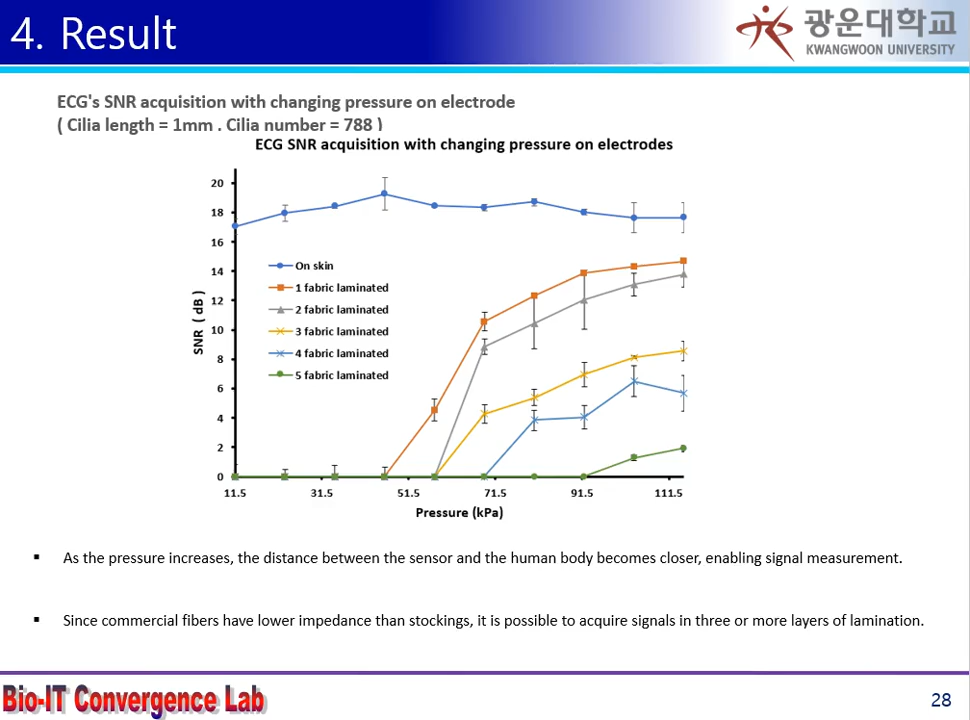 4. Result
광운대학교
KWANGWOON UNIVERSITY
ECG's SNR acquisition with changing pressure on electrode
( Cilia length = 1mm . Cilia number = 788 )
ECG SNR acquisition with changing pressure on electrodes
20
18
16
14
12
10
8
6
4
2
0
SNR ( dB )
On skin
1 fabric laminated
2 fabric laminated
3 fabric laminated
4 fabric laminated
5 fabric laminated
11.5 31.5 51.5 71.5 91.5 111.5
Pressure (kPa)
▪ As the pressure increases, the distance between the sensor and the human body becomes closer, enabling signal measurement.
▪ Since commercial fibers have lower impedance than stockings, it is possible to acquire signals in three or more layers of lamination.
Bio-IT Convergence Lab
28